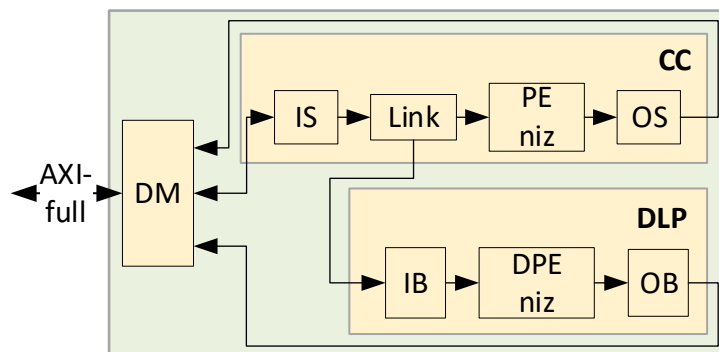 CC
IS
Link
PE
niz
OS
AXI-
full
DM
DLP
IB
DPE
niz
OB